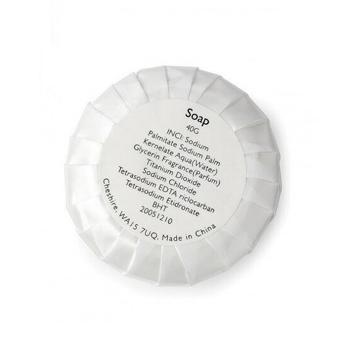 Soap
40G
INCI: Sodium
Palmitate Sodium Palm
Kernelate Aqua(Water)
Glycerin Fragrance(Parfum)
Titanium Dioxide
Sodium Chloride
Tetrasodium EDTA riclocarban
Tetrasodium Etidronate
BHT
20051210
Cheshire, WA15 7UQ. Made in China